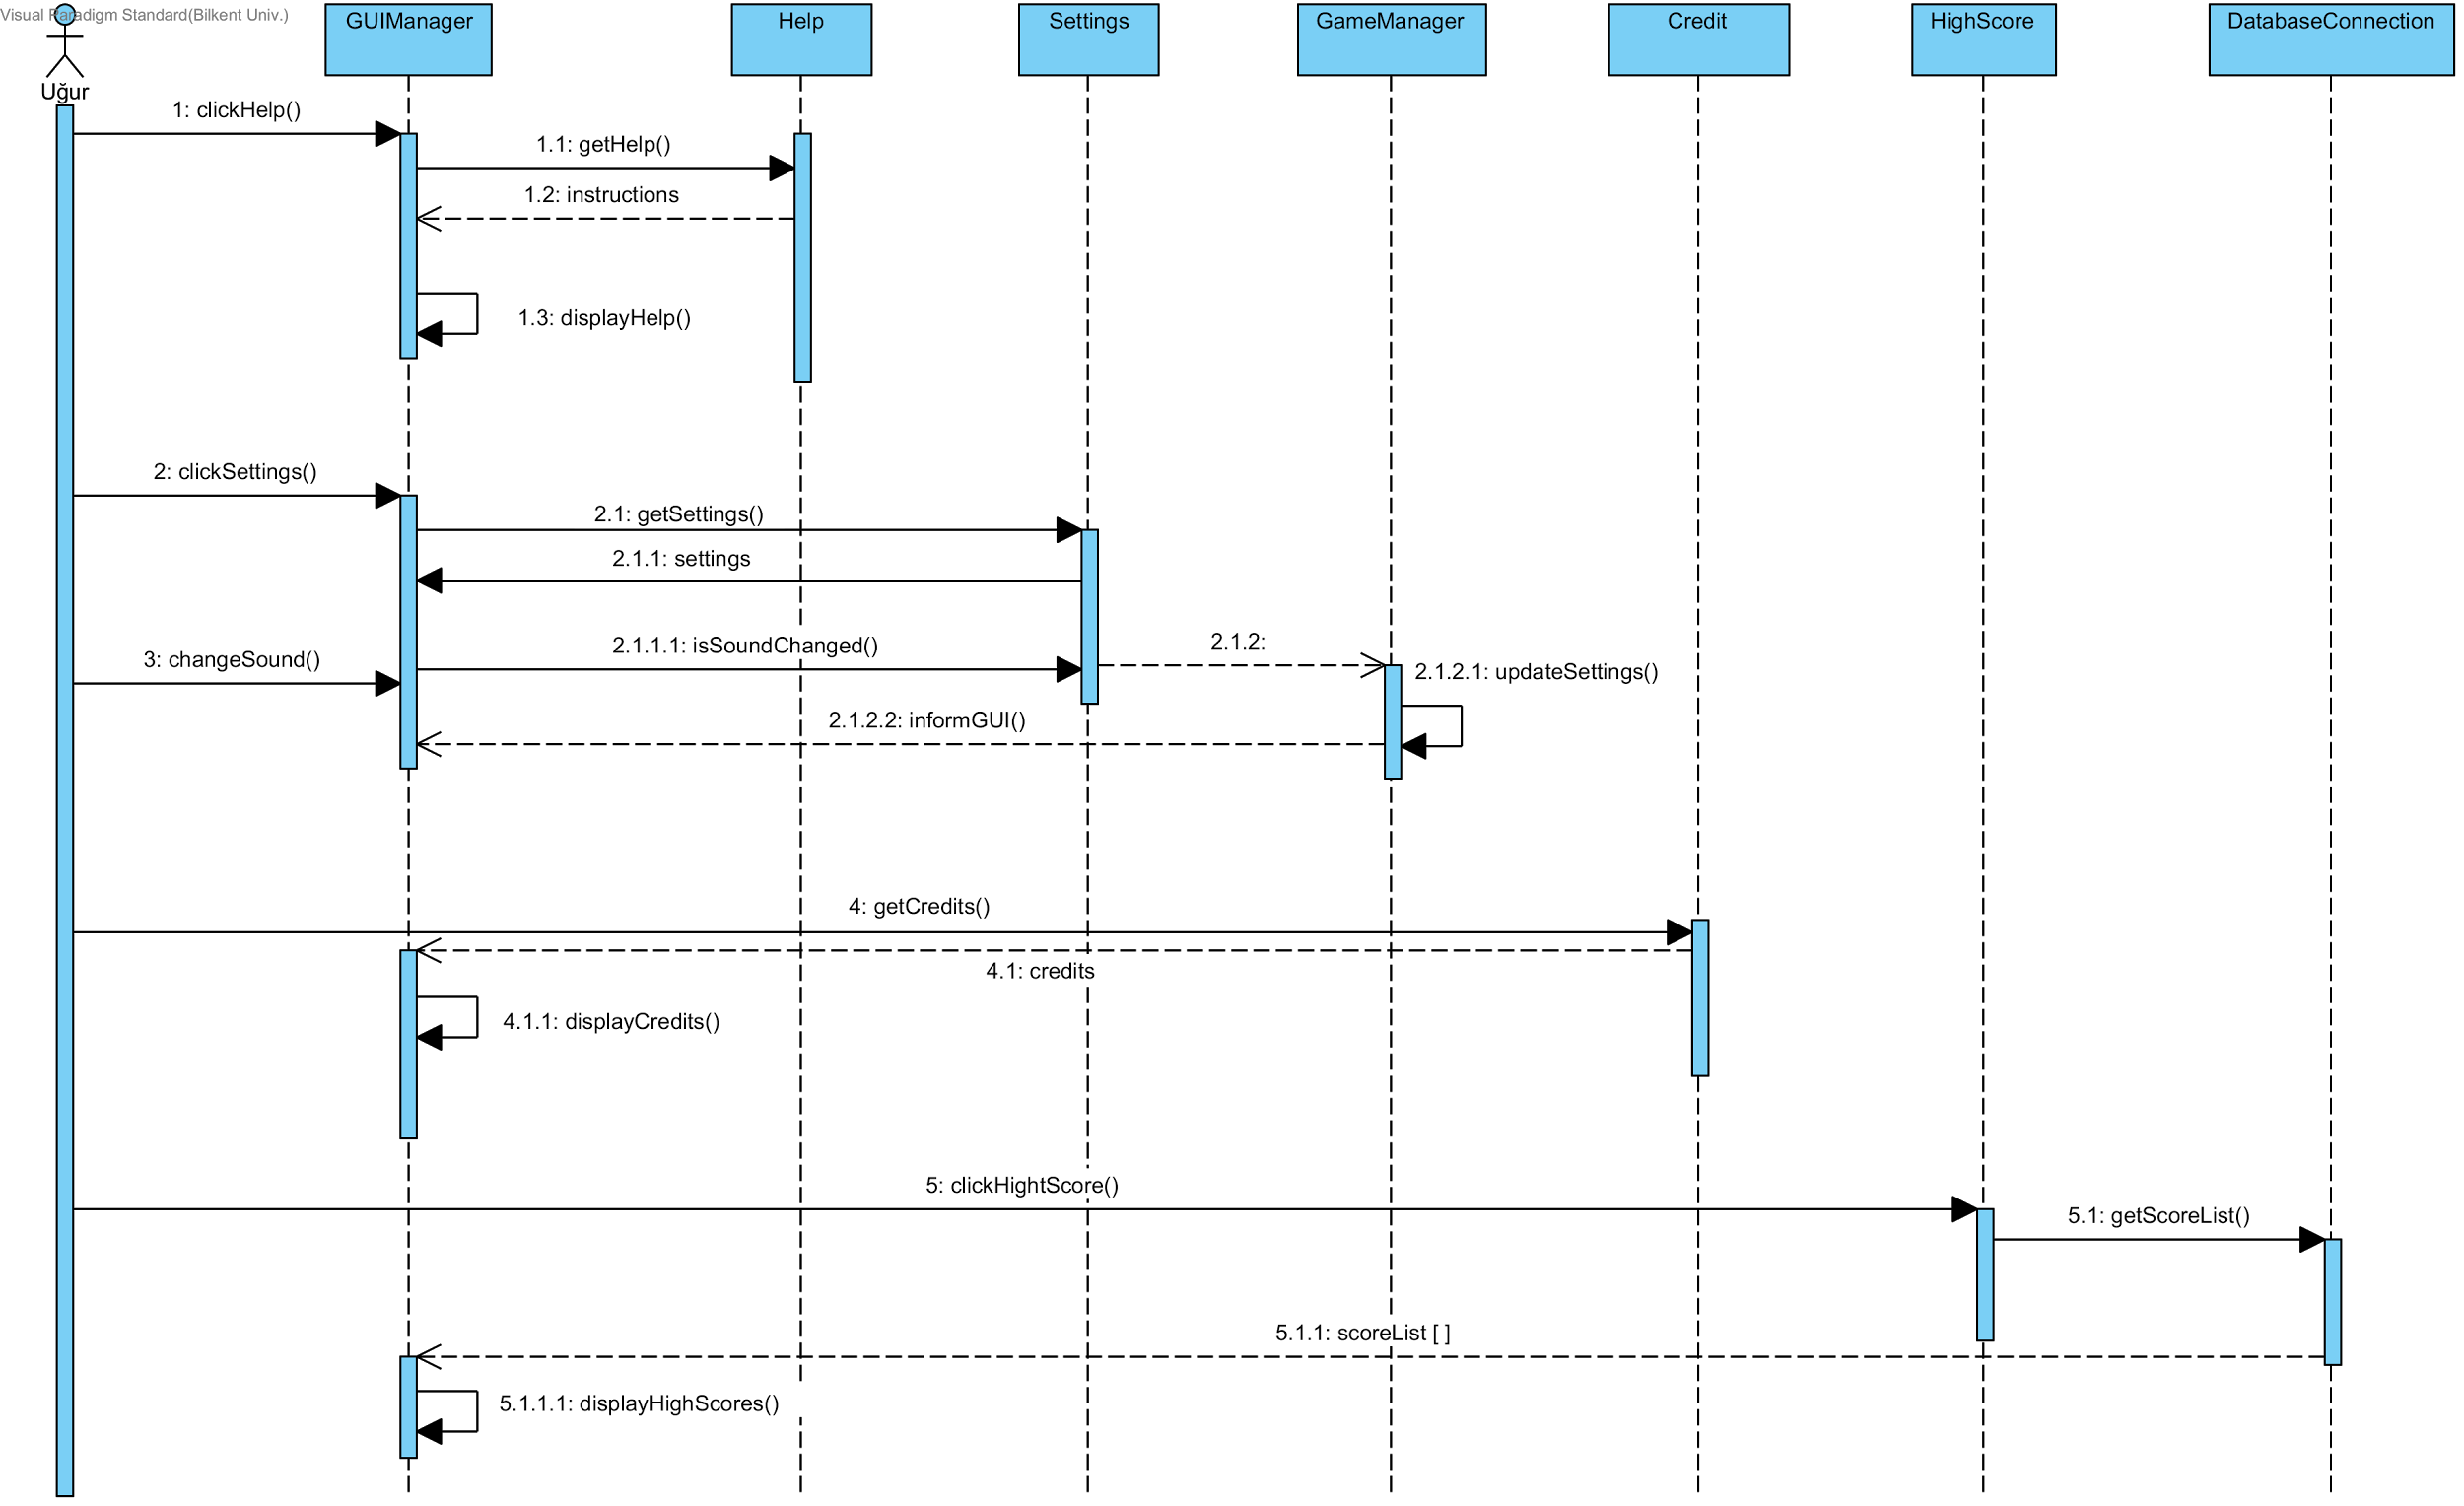 Visual Paradigm Standard(Bilkent Univ.)
Uğur
GUIManager
Help
Settings
GameManager
Credit
HighScore
DatabaseConnection
1: clickHelp()
1.1: getHelp()
1.2: instructions
1.3: displayHelp()
2: clickSettings()
2.1: getSettings()
2.1.1: settings
2.1.1.1: isSoundChanged()
2.1.2:
3: changeSound()
2.1.2.1: updateSettings()
2.1.2.2: informGUI()
4: getCredits()
4.1: credits
4.1.1: displayCredits()
5: clickHightScore()
5.1: getScoreList()
5.1.1: scoreList [ ]
5.1.1.1: displayHighScores()